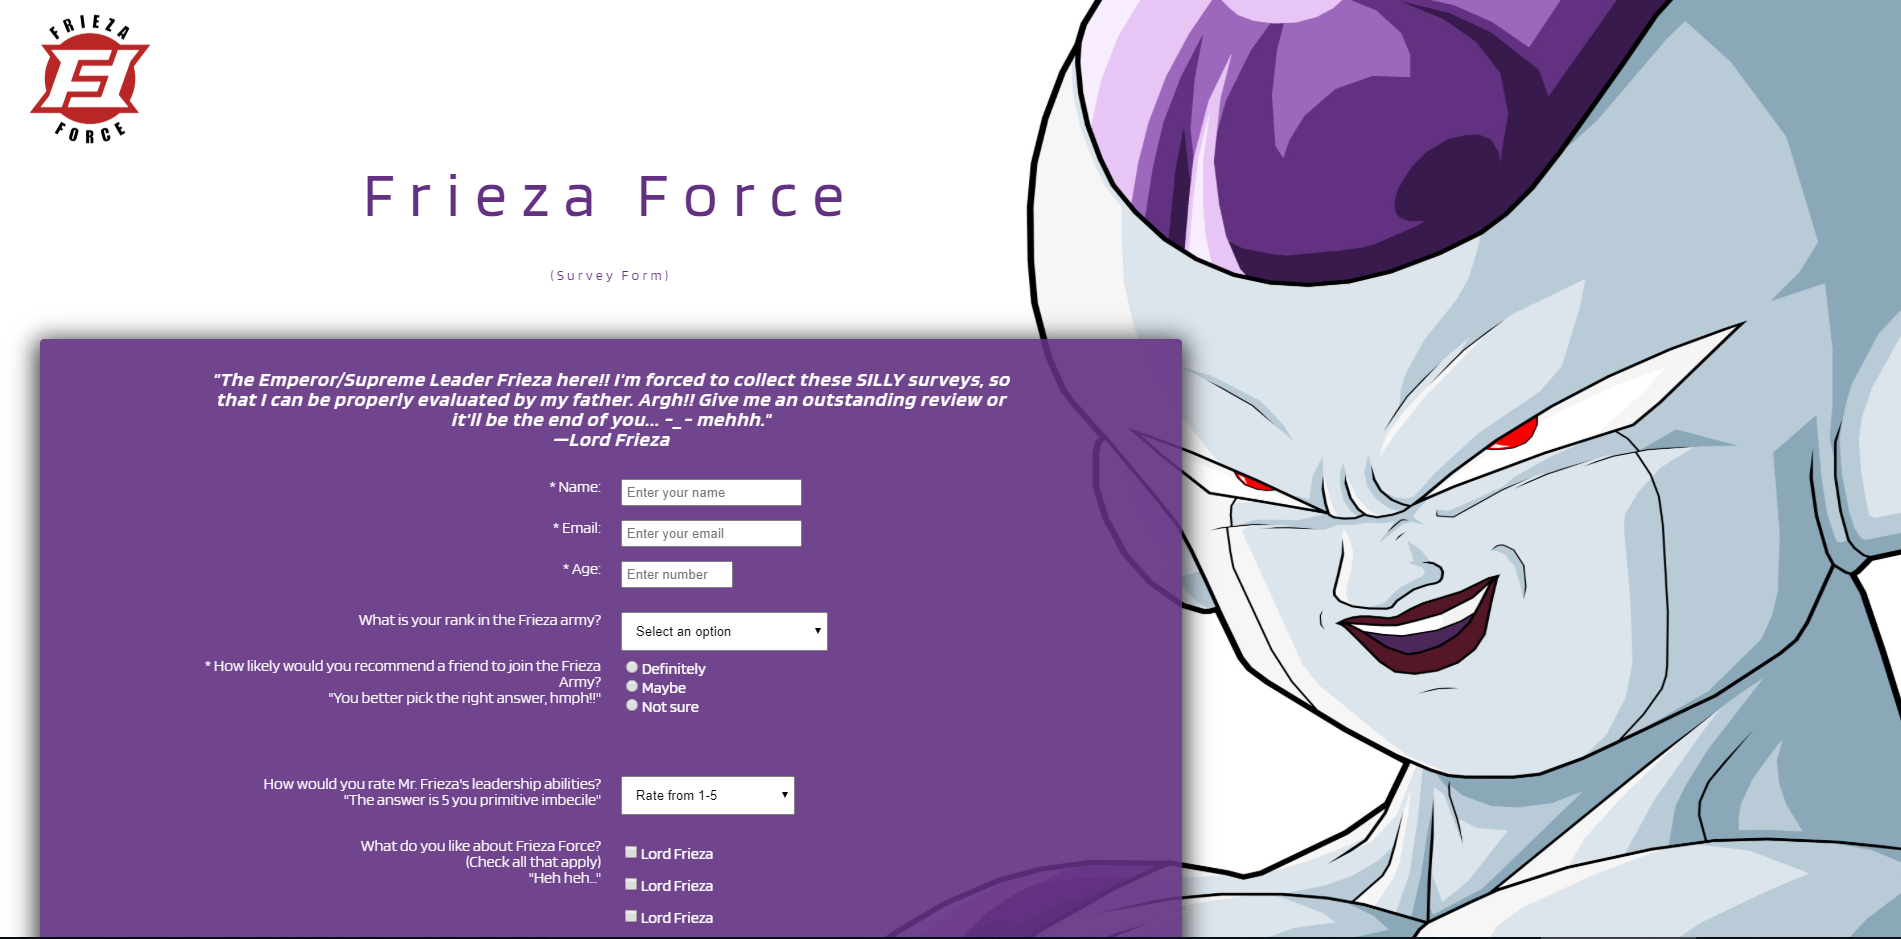 FRIEZA
FF
FORCE
Frieza Force
(Survey Form)
"The Emperor/Supreme Leader Frieza here!! I'm forced to collect these SILLY surveys, so
that I can be properly evaluated by my father. Argh!! Give me an outstanding review or
it'll be the end of you... -_- mehhh."
—Lord Frieza
* Name:
Enter your name
* Email:
Enter your email
* Age:
Enter number
What is your rank in the Frieza army?
Select an option
* How likely would you recommend a friend to join the Frieza
Army?
"You better pick the right answer, hmph!!"
Definitely
Maybe
Not sure
How would you rate Mr. Frieza's leadership abilities?
"The answer is 5 you primitive imbecile"
Rate from 1-5
What do you like about Frieza Force?
(Check all that apply)
"Heh heh..."
Lord Frieza
Lord Frieza
Lord Frieza